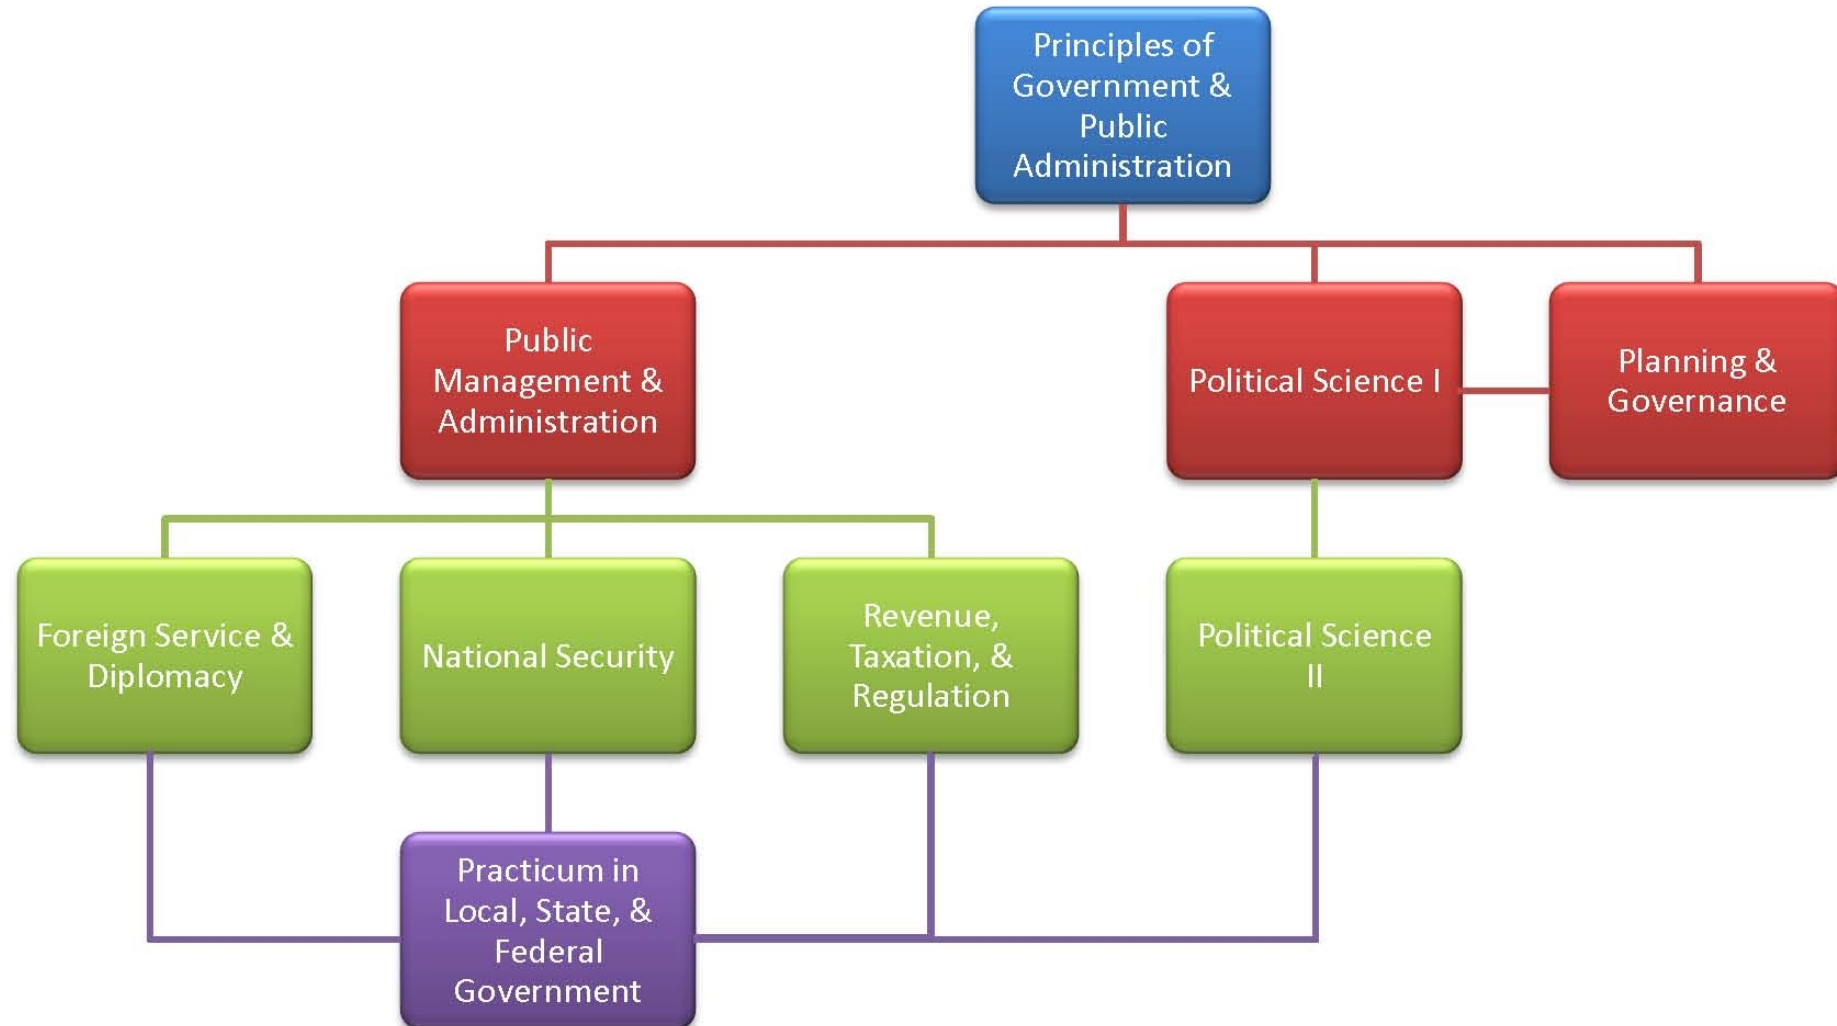 Principles of
Government &
Public
Administration
Public
Management &
Administration
Political Science I
Planning &
Governance
Foreign Service &
Diplomacy
National Security
Revenue,
Taxation, &
Regulation
Political Science
II
Practicum in
Local, State, &
Federal
Government